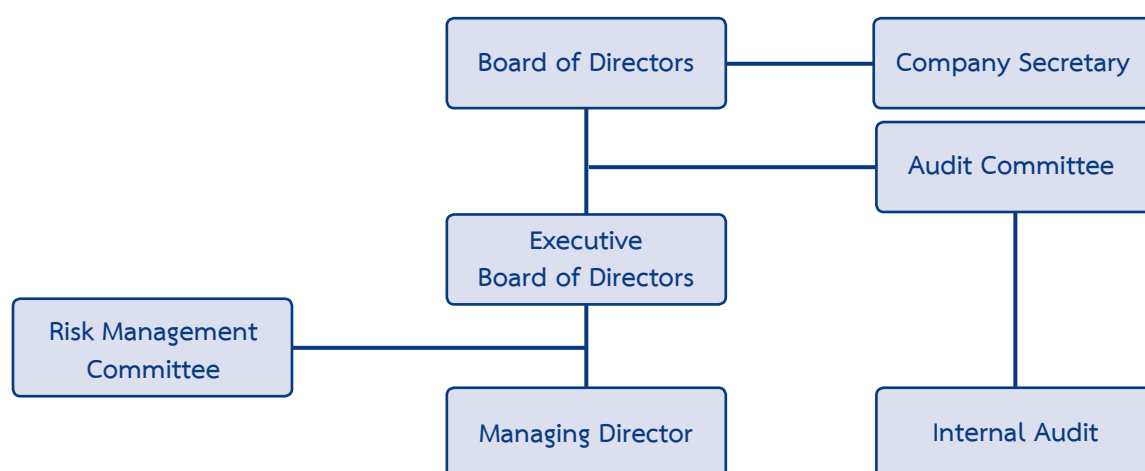 Board of Directors
Company Secretary
Audit Committee
Executive
Board of Directors
Risk Management
Committee
Managing Director
Internal Audit